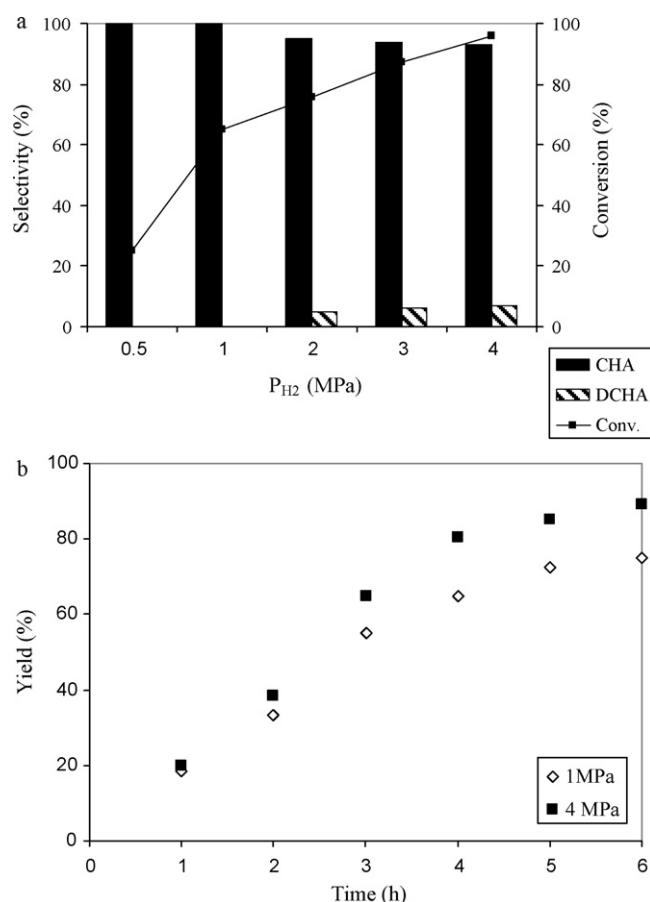 a
100 100
80 80
60 60
40 40
20 20
0 0
Selectivity (%)
Conversion (%)
0.5 1 2 3 4
P_H2 (MPa)
CHA
DCHA
Conv.
b
100
80
60
40
20
0
Yield (%)
0 1 2 3 4 5 6
Time (h)
1MPa
4 MPa